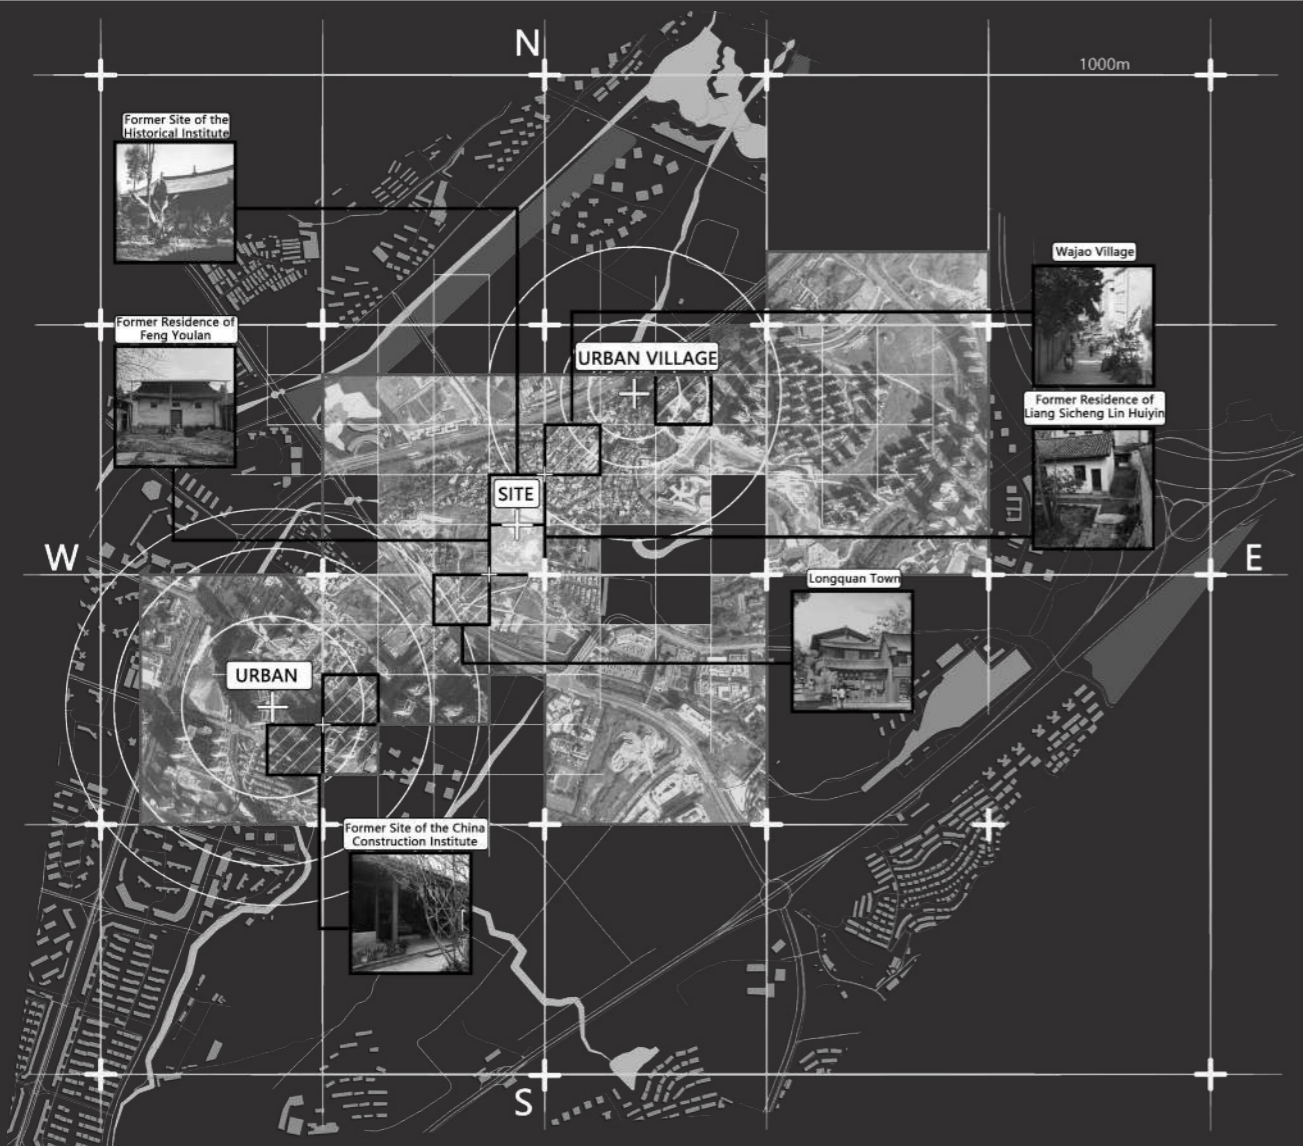 N
1000m
Former Site of the
Historical Institute
Wajao Village
Former Residence of
Feng Youlan
URBAN VILLAGE
Former Residence of
Liang Sicheng Lin Huiyin
SITE
W
E
Longquan Town
URBAN
Former Site of the China
Construction Institute
S